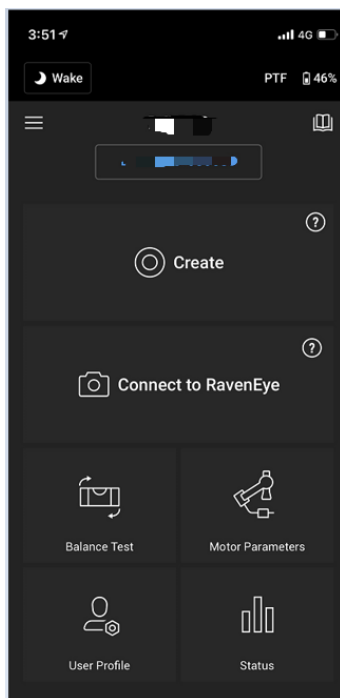 3:51 4G
Wake PTF 46%
?
Create
?
Connect to RavenEye
Balance Test Motor Parameters
User Profile Status